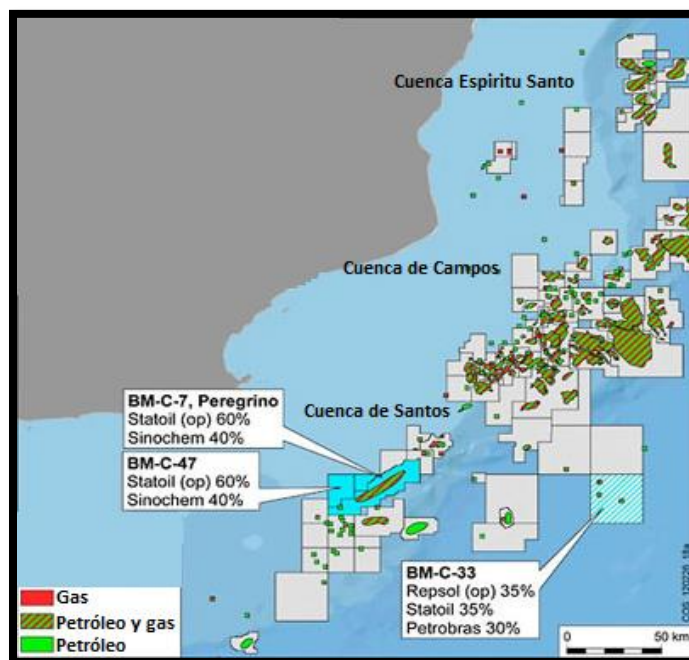 Cuenca Espiritu Santo
Cuenca de Campos
Cuenca de Santos
BM-C-7, Peregrino
Statoil (op) 60%
Sinochem 40%
BM-C-47
Statoil (op) 60%
Sinochem 40%
BM-C-33
Repsol (op) 35%
Statoil 35%
Petrobras 30%
Gas
Petróleo y gas
Petróleo
0 50 km